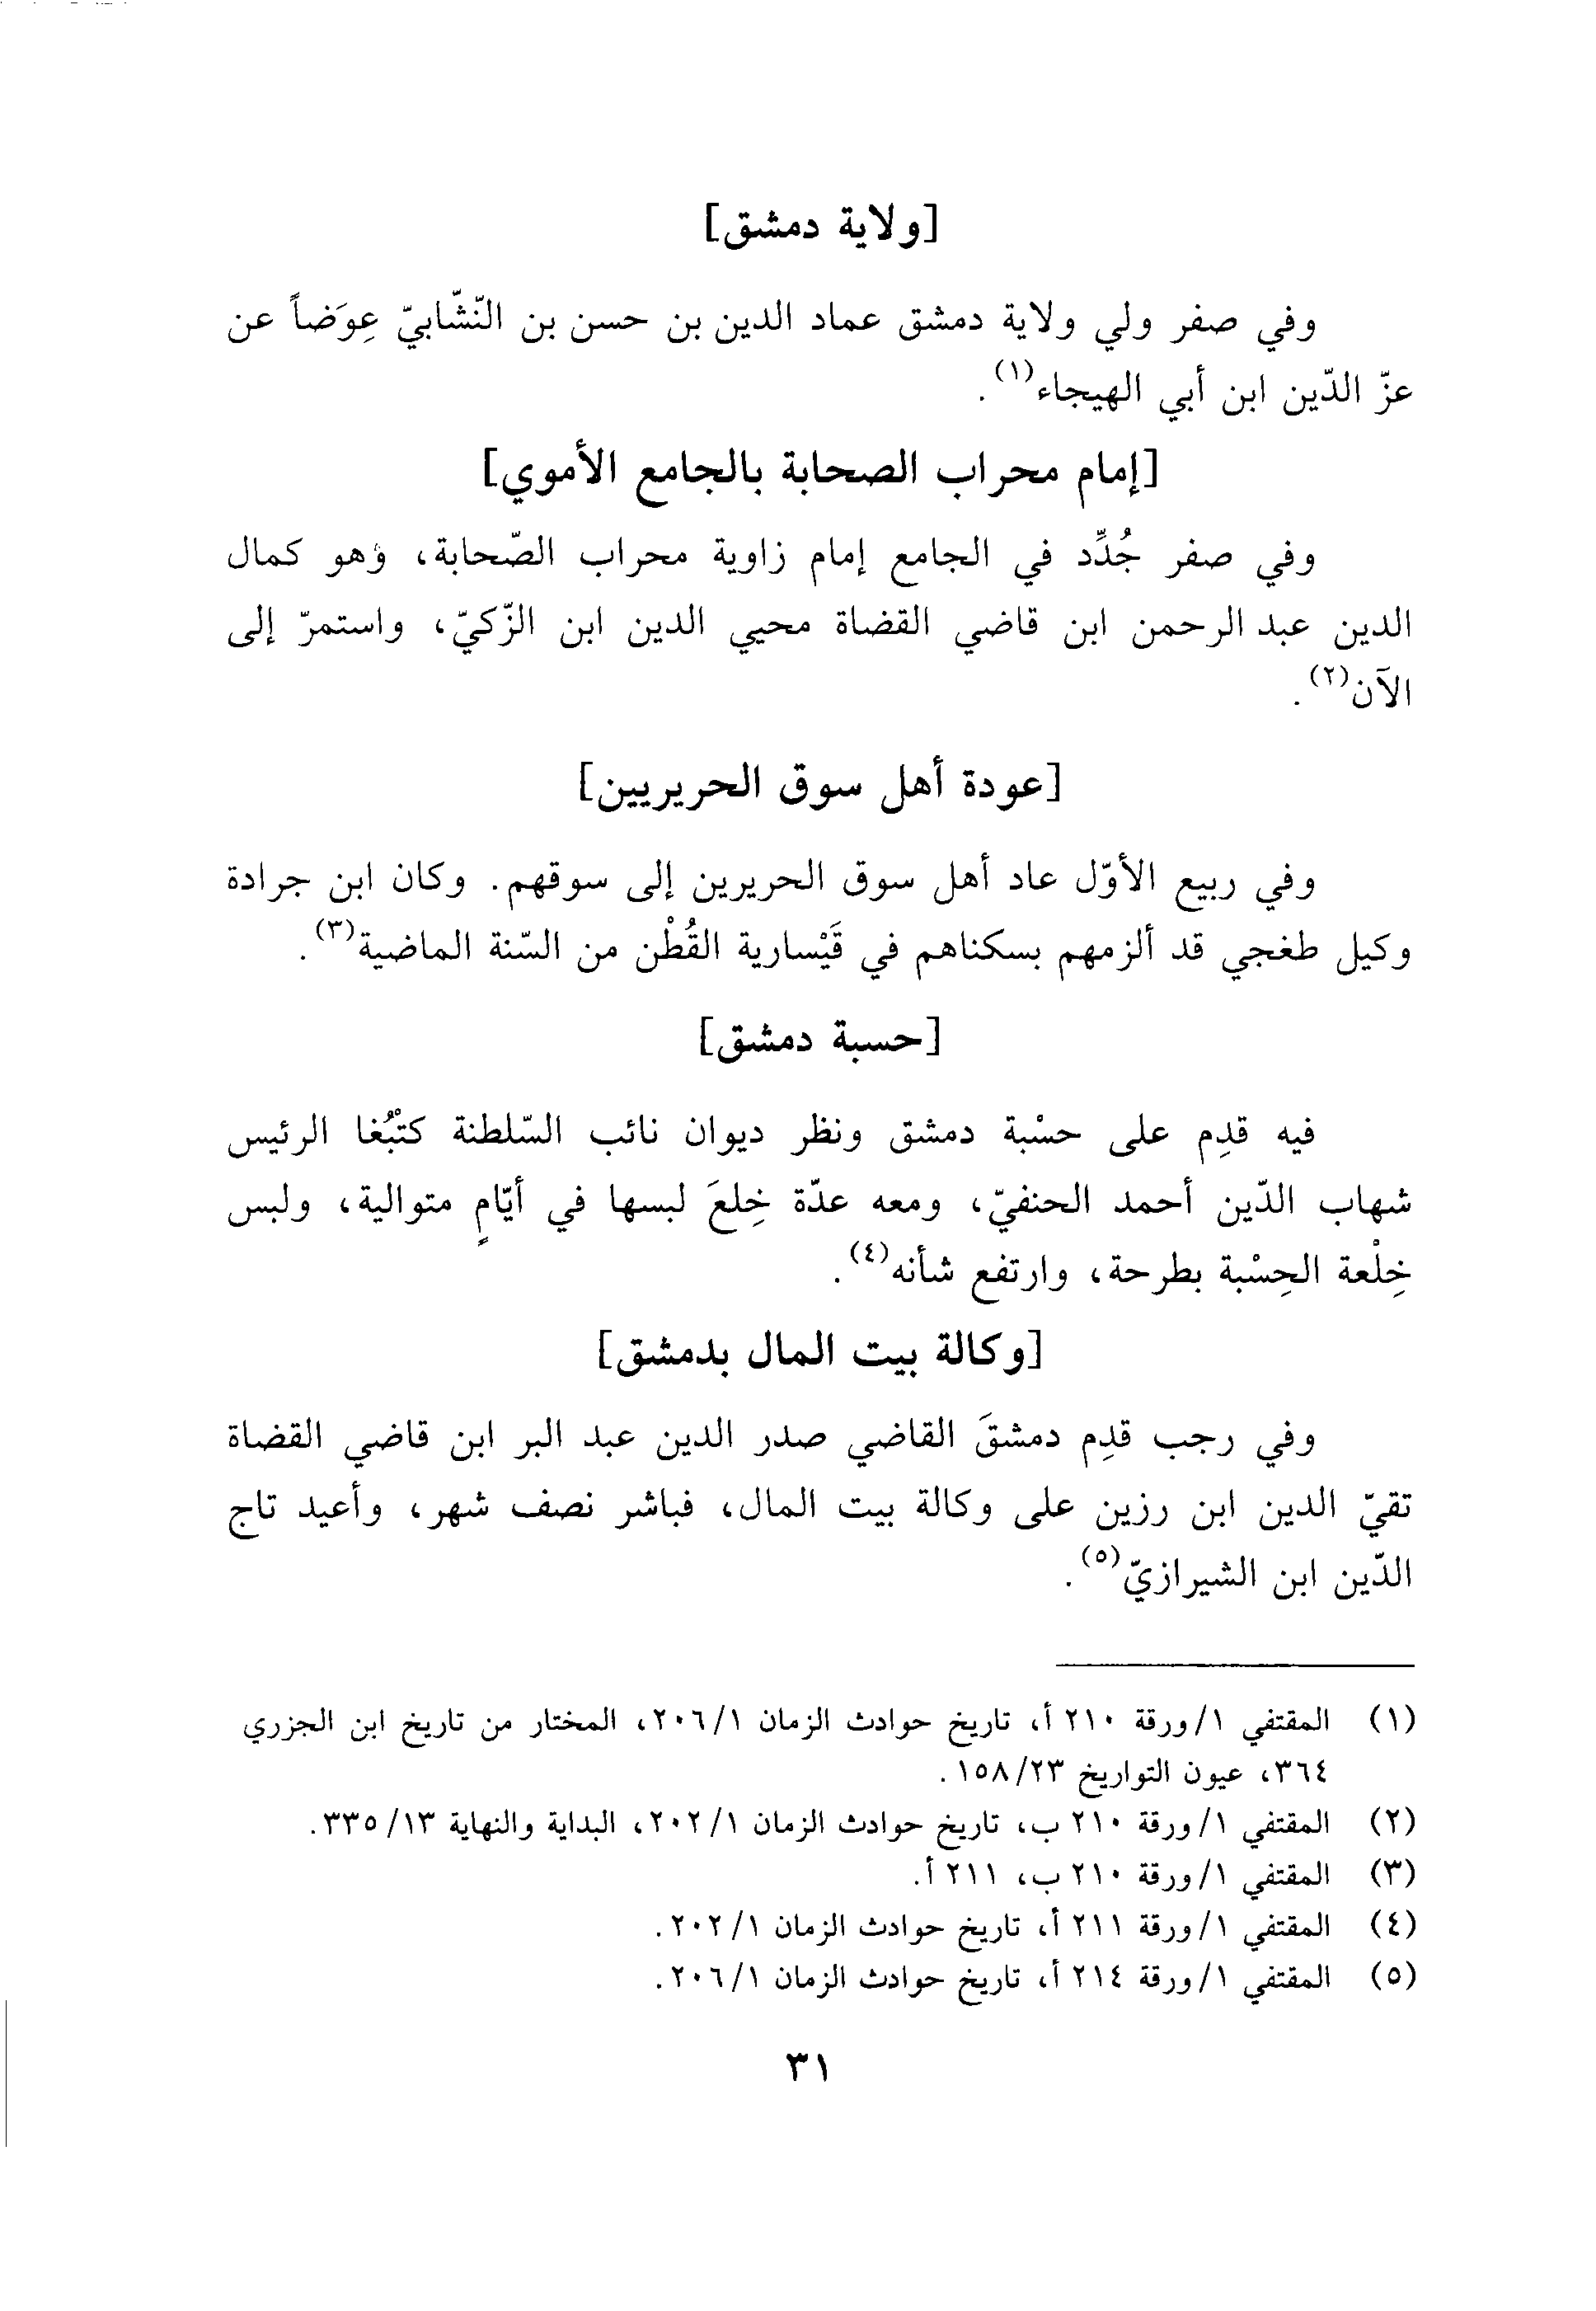 [ولاية دمشق]
وفي صفر ولي ولاية دمشق عماد الدين بن حسن بن النّشّابيّ عِوَضاً عن
عزّ الدّين ابن أبي الهيجاء(١).
[إمام محراب الصحابة بالجامع الأموي]
وفي صفر جُدِّد في الجامع إمام زاوية محراب الصّحابة، وُهو كمال
الدين عبد الرحمن ابن قاضي القضاة محيي الدين ابن الزّكيّ، واستمرّ إلى
الآن(٢).
[عودة أهل سوق الحريريين]
وفي ربيع الأوّل عاد أهل سوق الحريرين إلى سوقهم. وكان ابن جرادة
وكيل طغجي قد ألزمهم بسكناهم في قَيْسارية القُطْن من السّنة الماضية(٣).
[حسبة دمشق]
فيه قدِم على حسْبة دمشق ونظر ديوان نائب السّلطنة كتْبُغا الرئيس
شهاب الدّين أحمد الحنفيّ، ومعه عدّة خِلعَ لبسها في أيّامٍ متوالية، ولبس
خِلْعة الحِسْبة بطرحة، وارتفع شأنه(٤).
[وكالة بيت المال بدمشق]
وفي رجب قدِم دمشقَ القاضي صدر الدين عبد البر ابن قاضي القضاة
تقيّ الدين ابن رزين على وكالة بيت المال، فباشر نصف شهر، وأعيد تاج
الدّين ابن الشيرازيّ(٥).
(١) المقتفي ١/ورقة ٢١٠ أ، تاريخ حوادث الزمان ٢٠٦/١، المختار من تاريخ ابن الجزري
٣٦٤، عيون التواريخ ١٥٨/٢٣.
(٢) المقتفي ١/ورقة ٢١٠ ب، تاريخ حوادث الزمان ٢٠٢/١، البداية والنهاية ٣٣٥/١٣.
(٣) المقتفي ١/ورقة ٢١٠ ب، ٢١١ أ.
(٤) المقتفي ١/ورقة ٢١١ أ، تاريخ حوادث الزمان ٢٠٢/١.
(٥) المقتفي ١/ورقة ٢١٤ أ، تاريخ حوادث الزمان ٢٠٦/١.
٣١